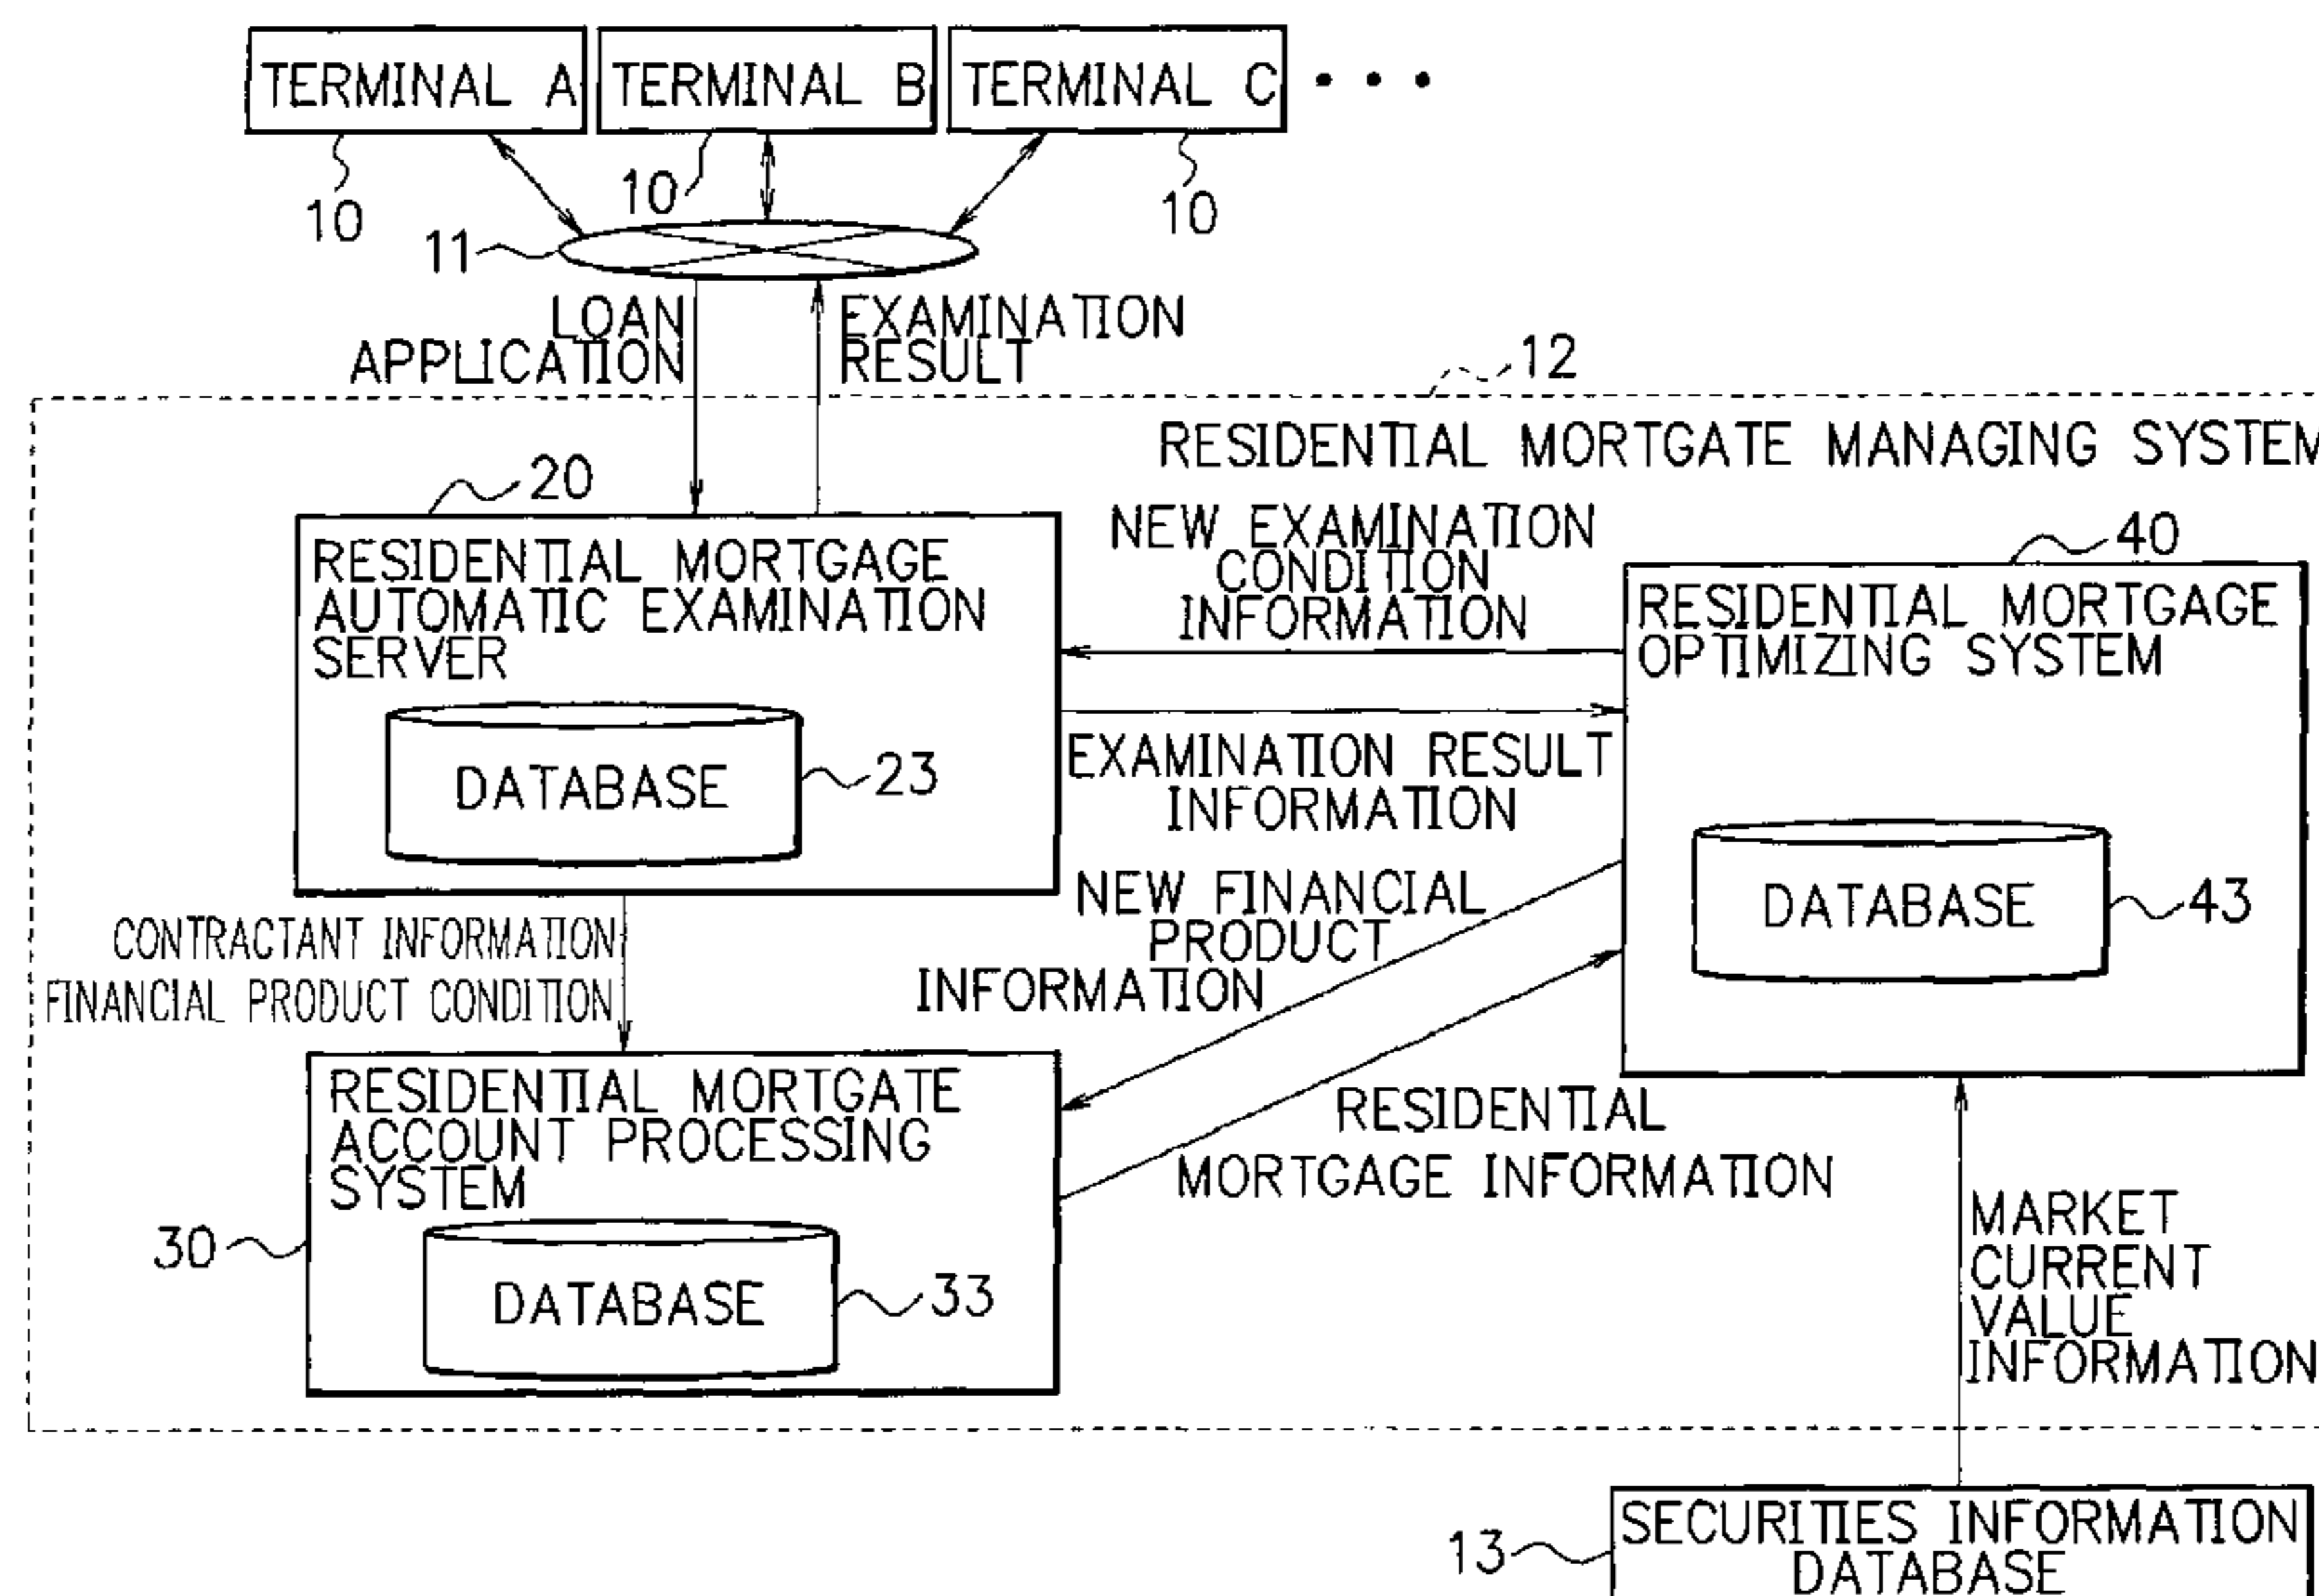 TERMINAL A
TERMINAL B
TERMINAL C
• • •
10
10
10
11
LOAN
APPLICATION
EXAMINATION
RESULT
12
RESIDENTIAL MORTGATE MANAGING SYSTEM
20
RESIDENTIAL MORTGAGE
AUTOMATIC EXAMINATION
SERVER
DATABASE
23
NEW EXAMINATION
CONDITION
INFORMATION
EXAMINATION RESULT
INFORMATION
40
RESIDENTIAL MORTGAGE
OPTIMIZING SYSTEM
DATABASE
43
CONTRACTANT INFORMATION
FINANCIAL PRODUCT CONDITION
NEW FINANCIAL
PRODUCT
INFORMATION
RESIDENTIAL
MORTGAGE INFORMATION
30
RESIDENTIAL MORTGATE
ACCOUNT PROCESSING
SYSTEM
DATABASE
33
MARKET
CURRENT
VALUE
INFORMATION
13
SECURITIES INFORMATION
DATABASE